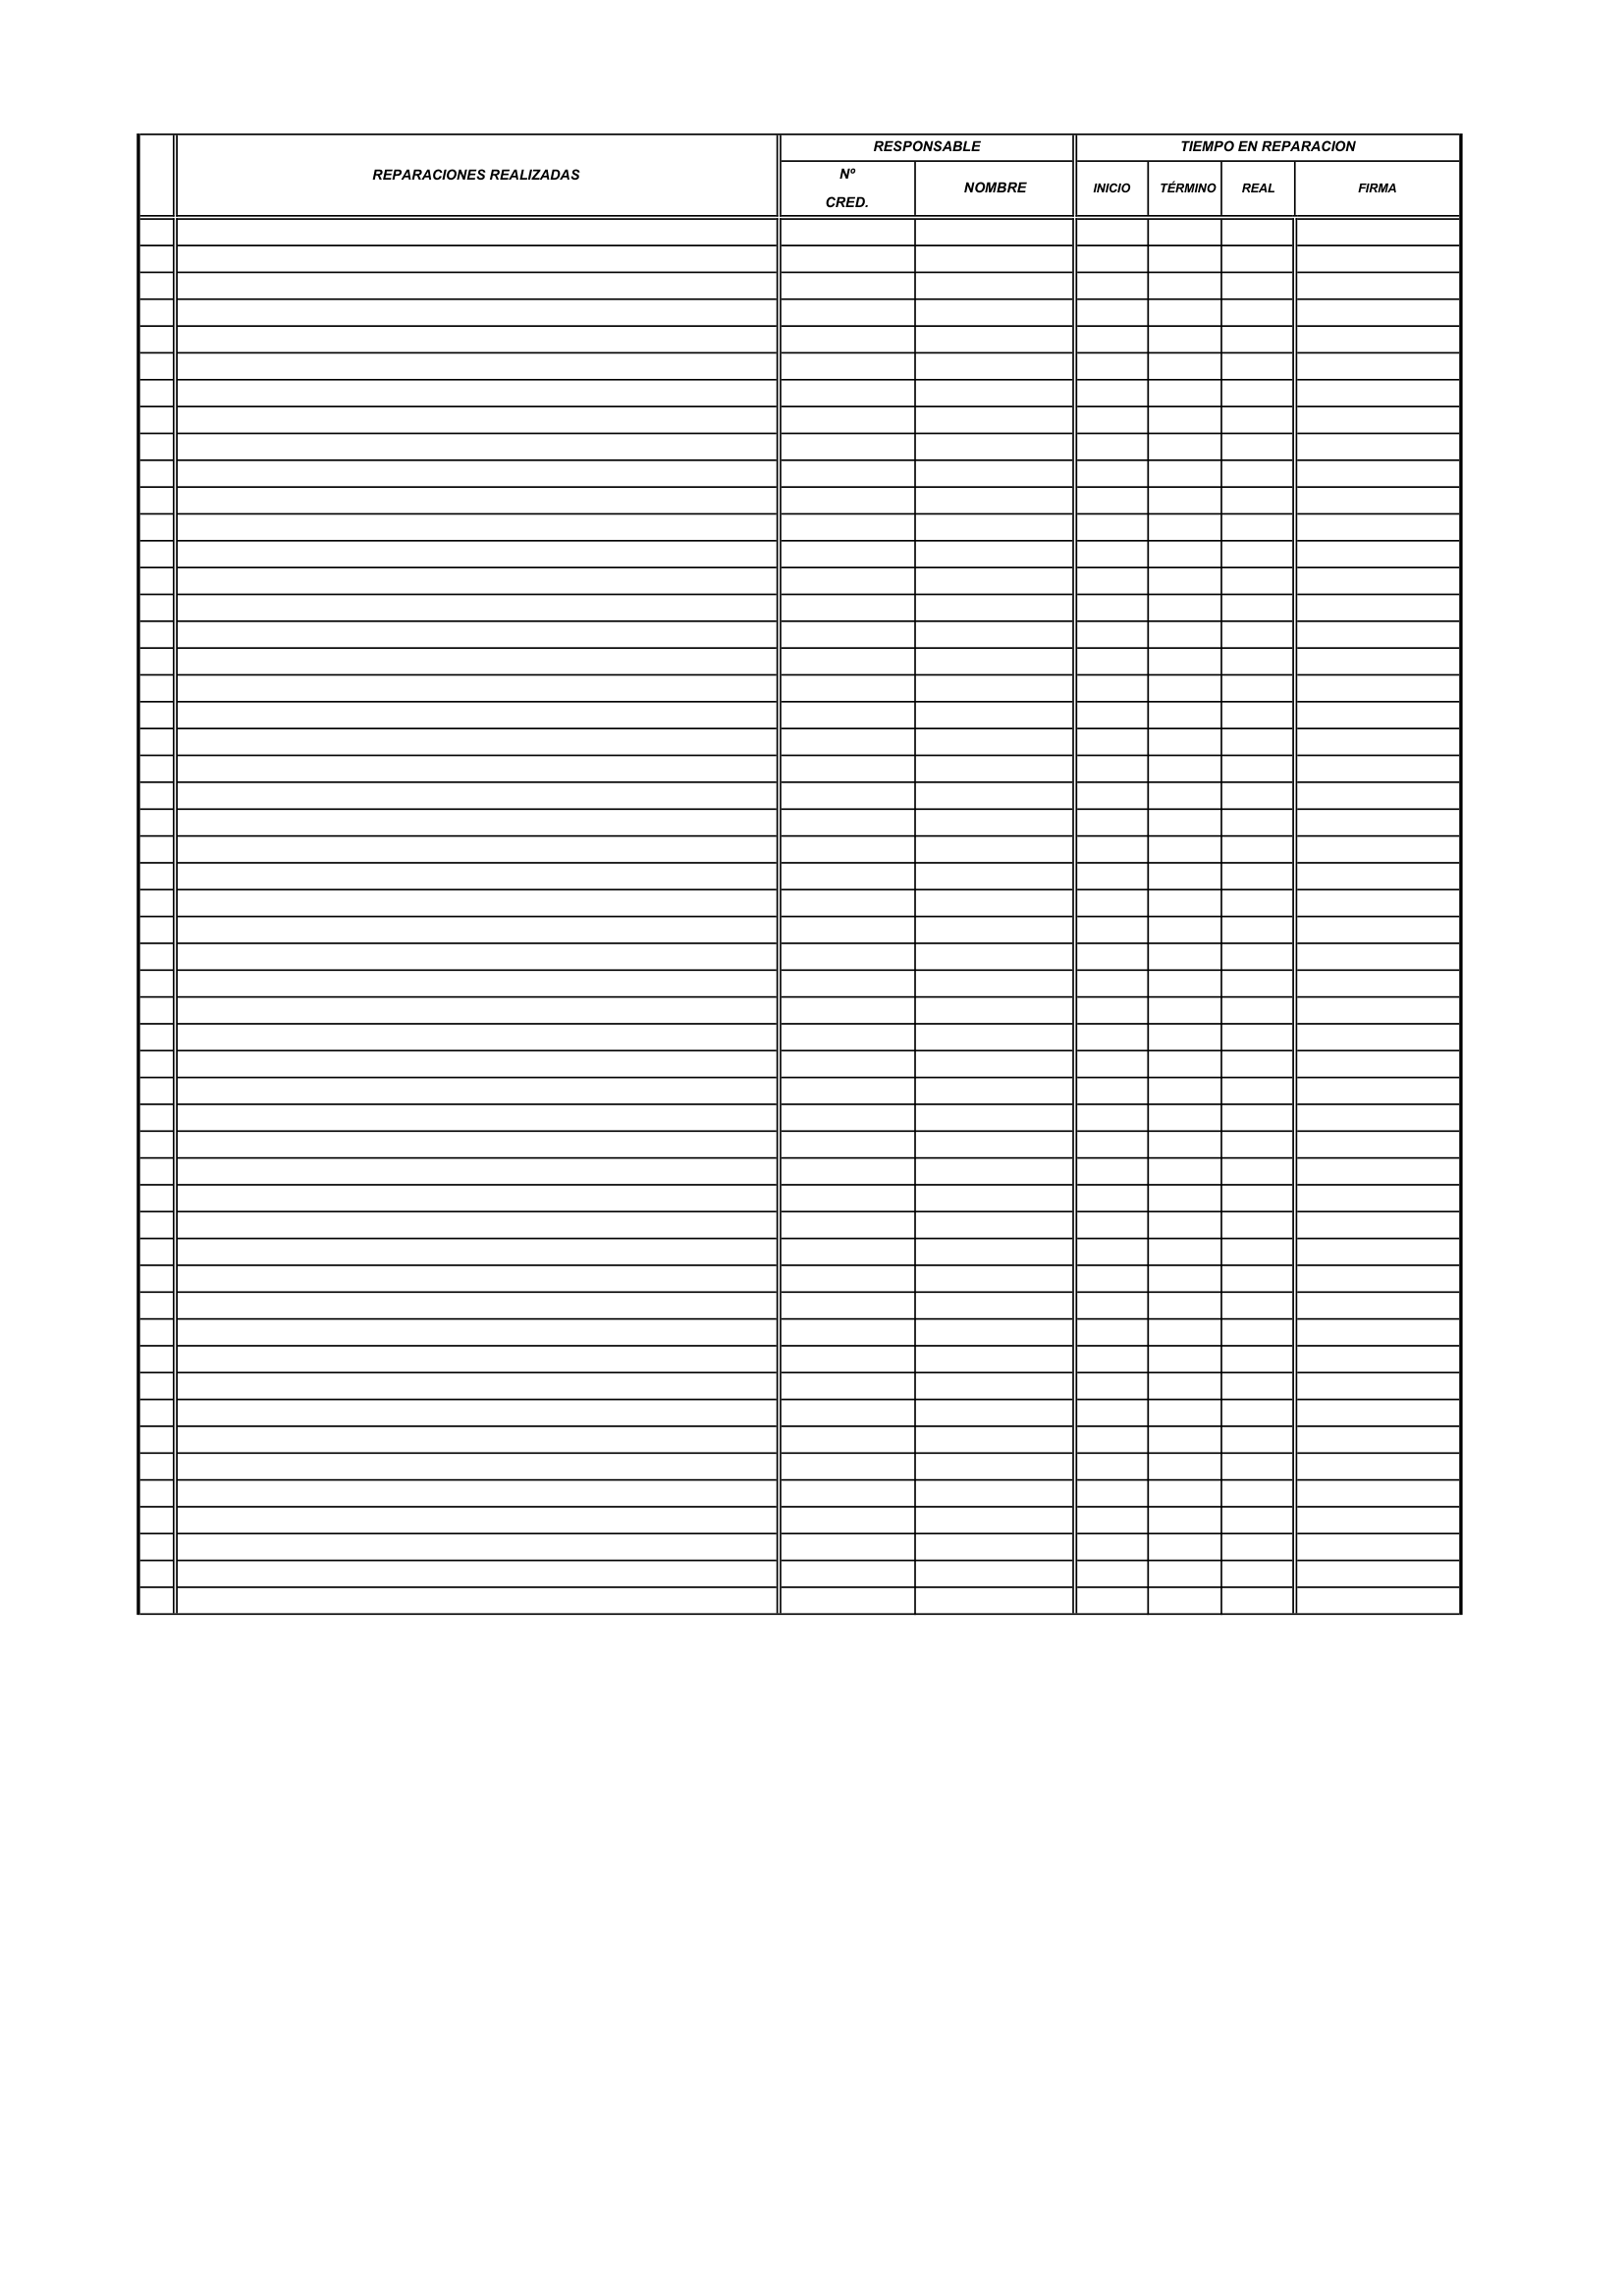 REPARACIONES REALIZADAS
RESPONSABLE
TIEMPO EN REPARACION
Nº
CRED.
NOMBRE
INICIO
TÉRMINO
REAL
FIRMA